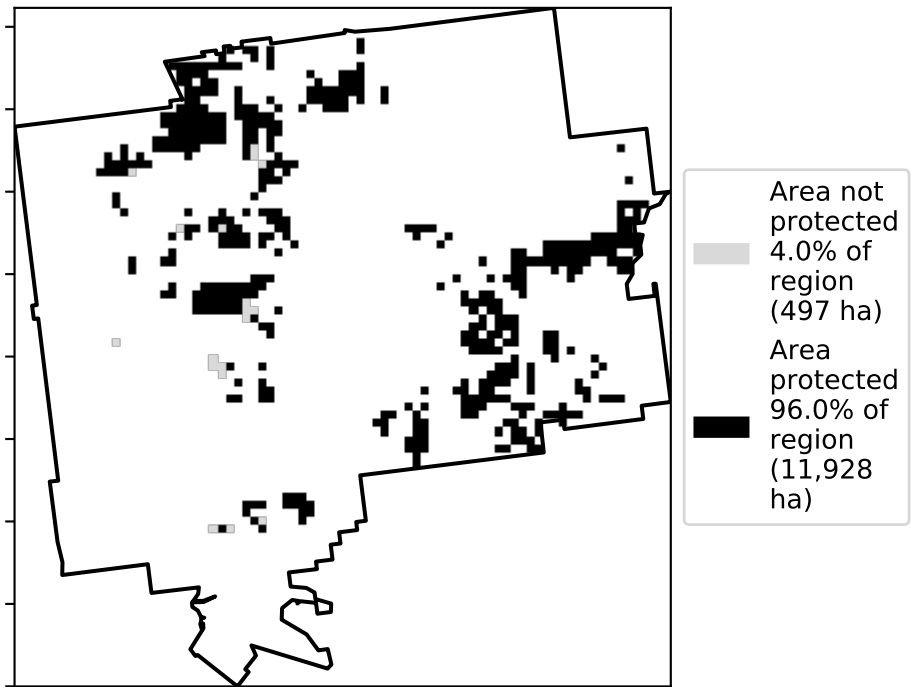 Area not
protected
4.0% of
region
(497 ha)
Area
protected
96.0% of
region
(11,928
ha)